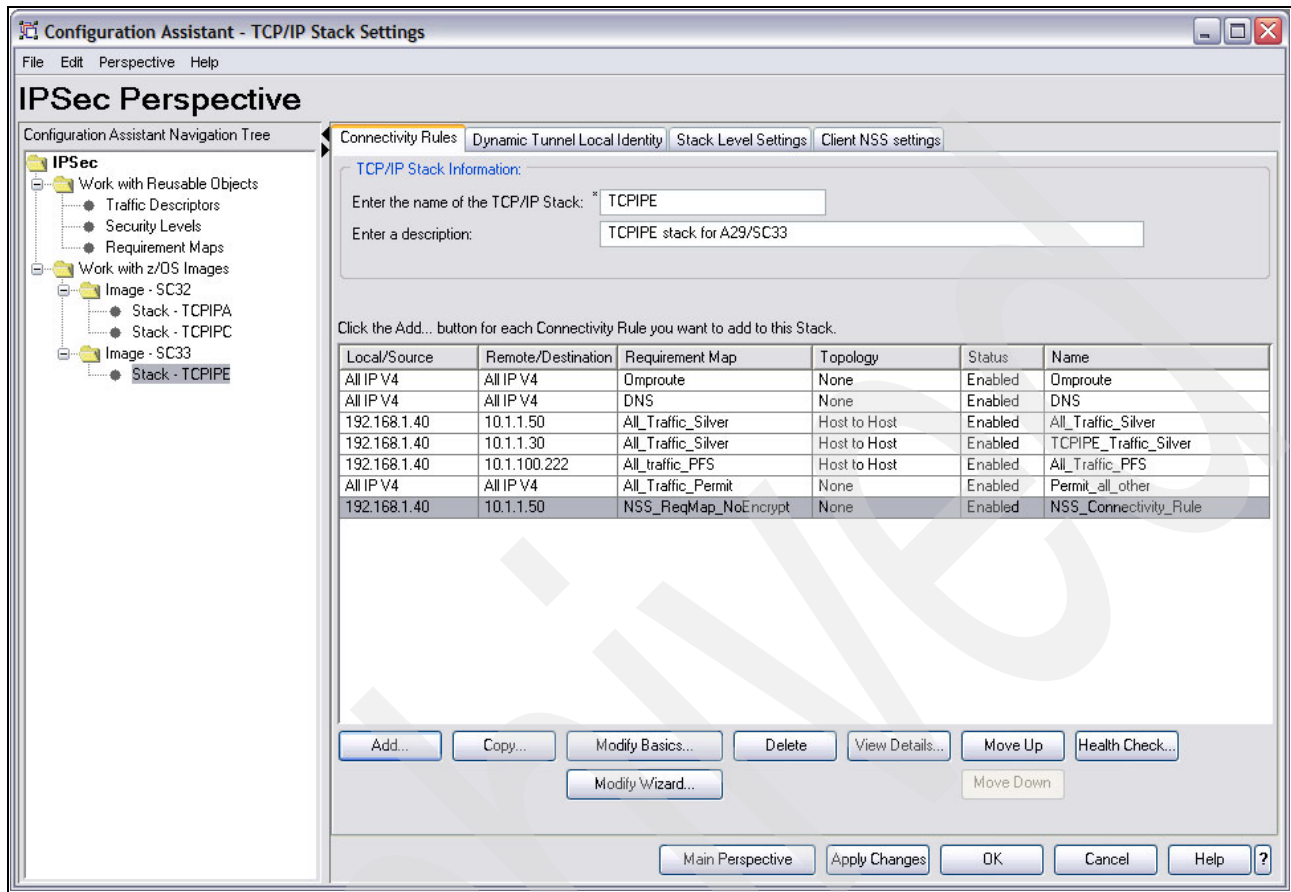 Configuration Assistant - TCP/IP Stack Settings
File Edit Perspective Help
IPSec Perspective
Configuration Assistant Navigation Tree
IPSec
Work with Reusable Objects
Traffic Descriptors
Security Levels
Requirement Maps
Work with z/OS Images
Image - SC32
Stack - TCPIPA
Stack - TCPIPC
Image - SC33
Stack - TCPIPE
Connectivity Rules Dynamic Tunnel Local Identity Stack Level Settings Client NSS settings
TCP/IP Stack Information:
Enter the name of the TCP/IP Stack: * TCPIPE
Enter a description: TCPIPE stack for A29/SC33
Click the Add... button for each Connectivity Rule you want to add to this Stack.
Local/Source Remote/Destination Requirement Map Topology Status Name
All IP V4 All IP V4 Omproute None Enabled Omproute
All IP V4 All IP V4 DNS None Enabled DNS
192.168.1.40 10.1.1.50 All_Traffic_Silver Host to Host Enabled All_Traffic_Silver
192.168.1.40 10.1.1.30 All_Traffic_Silver Host to Host Enabled TCPIPE_Traffic_Silver
192.168.1.40 10.1.100.222 All_traffic_PFS Host to Host Enabled All_Traffic_PFS
All IP V4 All IP V4 All_Traffic_Permit None Enabled Permit_all_other
192.168.1.40 10.1.1.50 NSS_ReqMap_NoEncrypt None Enabled NSS_Connectivity_Rule
Add... Copy... Modify Basics... Delete View Details... Move Up Health Check...
Modify Wizard... Move Down
Main Perspective Apply Changes OK Cancel Help ?